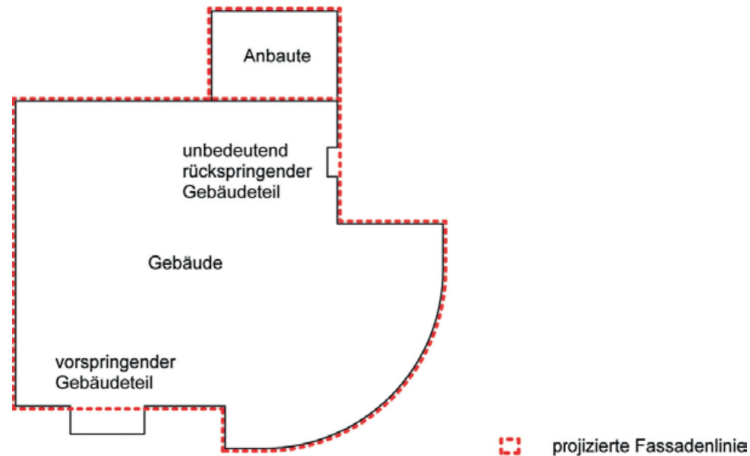 Anbaute
unbedeutend
rückspringender
Gebäudeteil
Gebäude
vorspringender
Gebäudeteil
projizierte Fassadenlinie